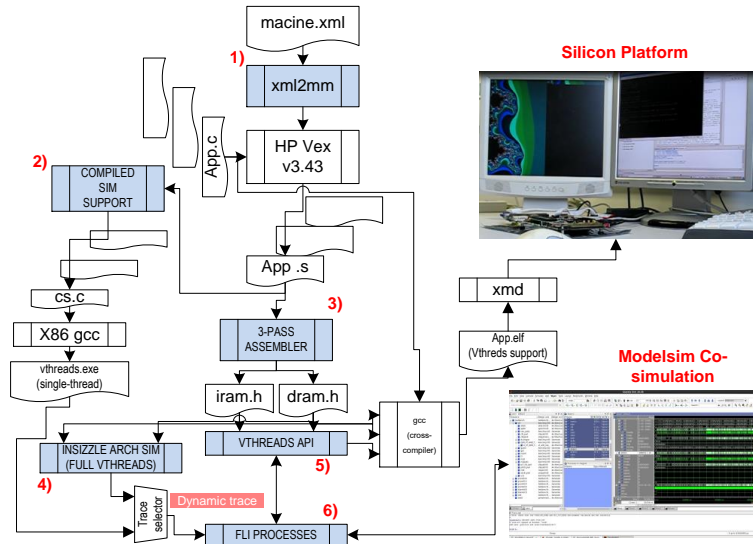 macine.xml
Silicon Platform
1)
xml2mm
App.c
HP Vex
v3.43
2)
COMPILED
SIM
SUPPORT
App .s
cs.c
3)
xmd
X86 gcc
3-PASS
ASSEMBLER
App.elf
(Vthreds support)
Modelsim Co-
simulation
vthreads.exe
(single-thread)
iram.h
dram.h
gcc
(cross-
compiler)
INSIZZLE ARCH SIM
(FULL VTHREADS)
VTHREADS API
4)
5)
Trace
selector
Dynamic trace
6)
FLI PROCESSES